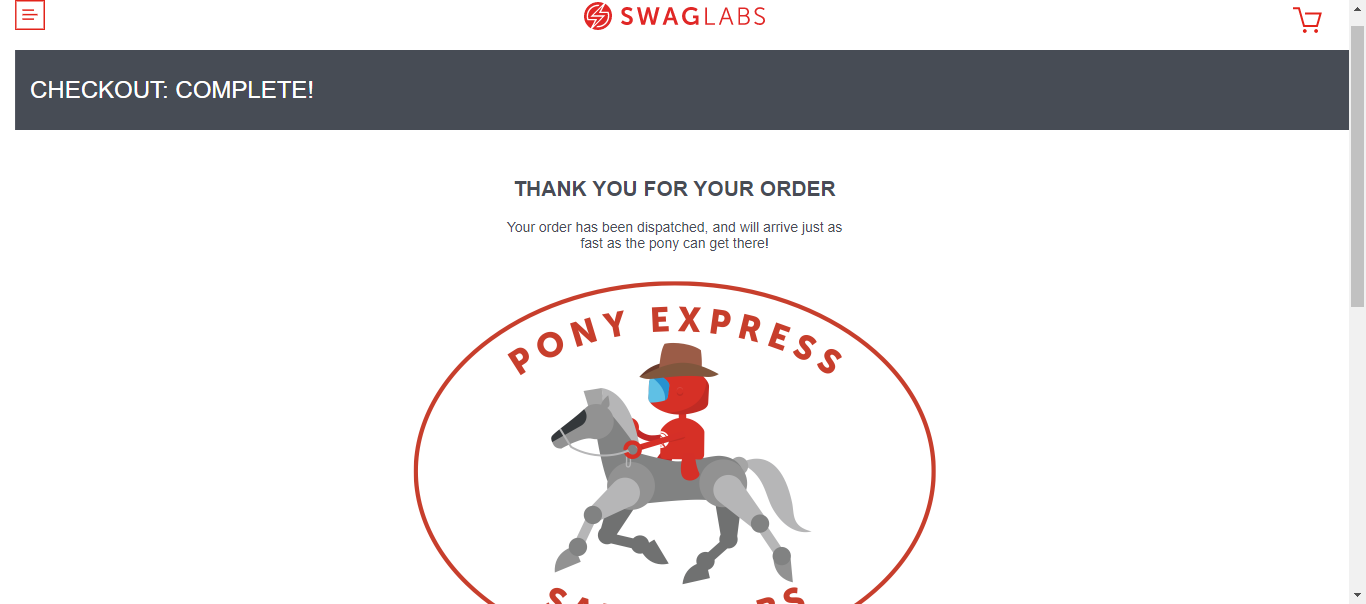 SWAGLABS
CHECKOUT: COMPLETE!
THANK YOU FOR YOUR ORDER
Your order has been dispatched, and will arrive just as
fast as the pony can get there!
PONY EXPRESS